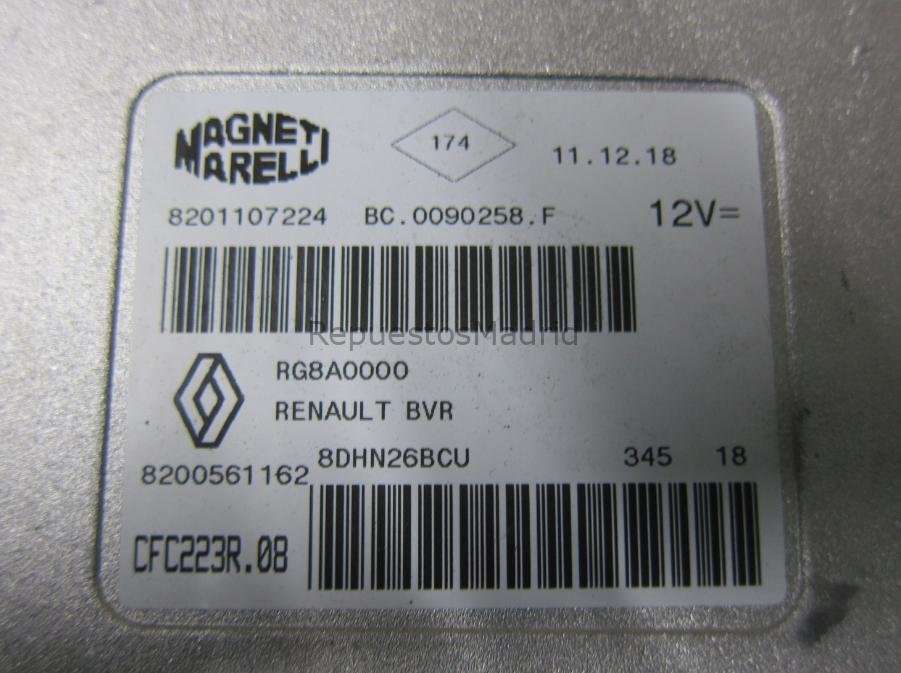 MAGNETI
MARELLI
174
11.12.18
8201107224 BC.0090258.F 12V=
RepuestosMadrid
RG8A0000
RENAULT BVR
8200561162 8DHN26BCU 345 18
CFC223R.08